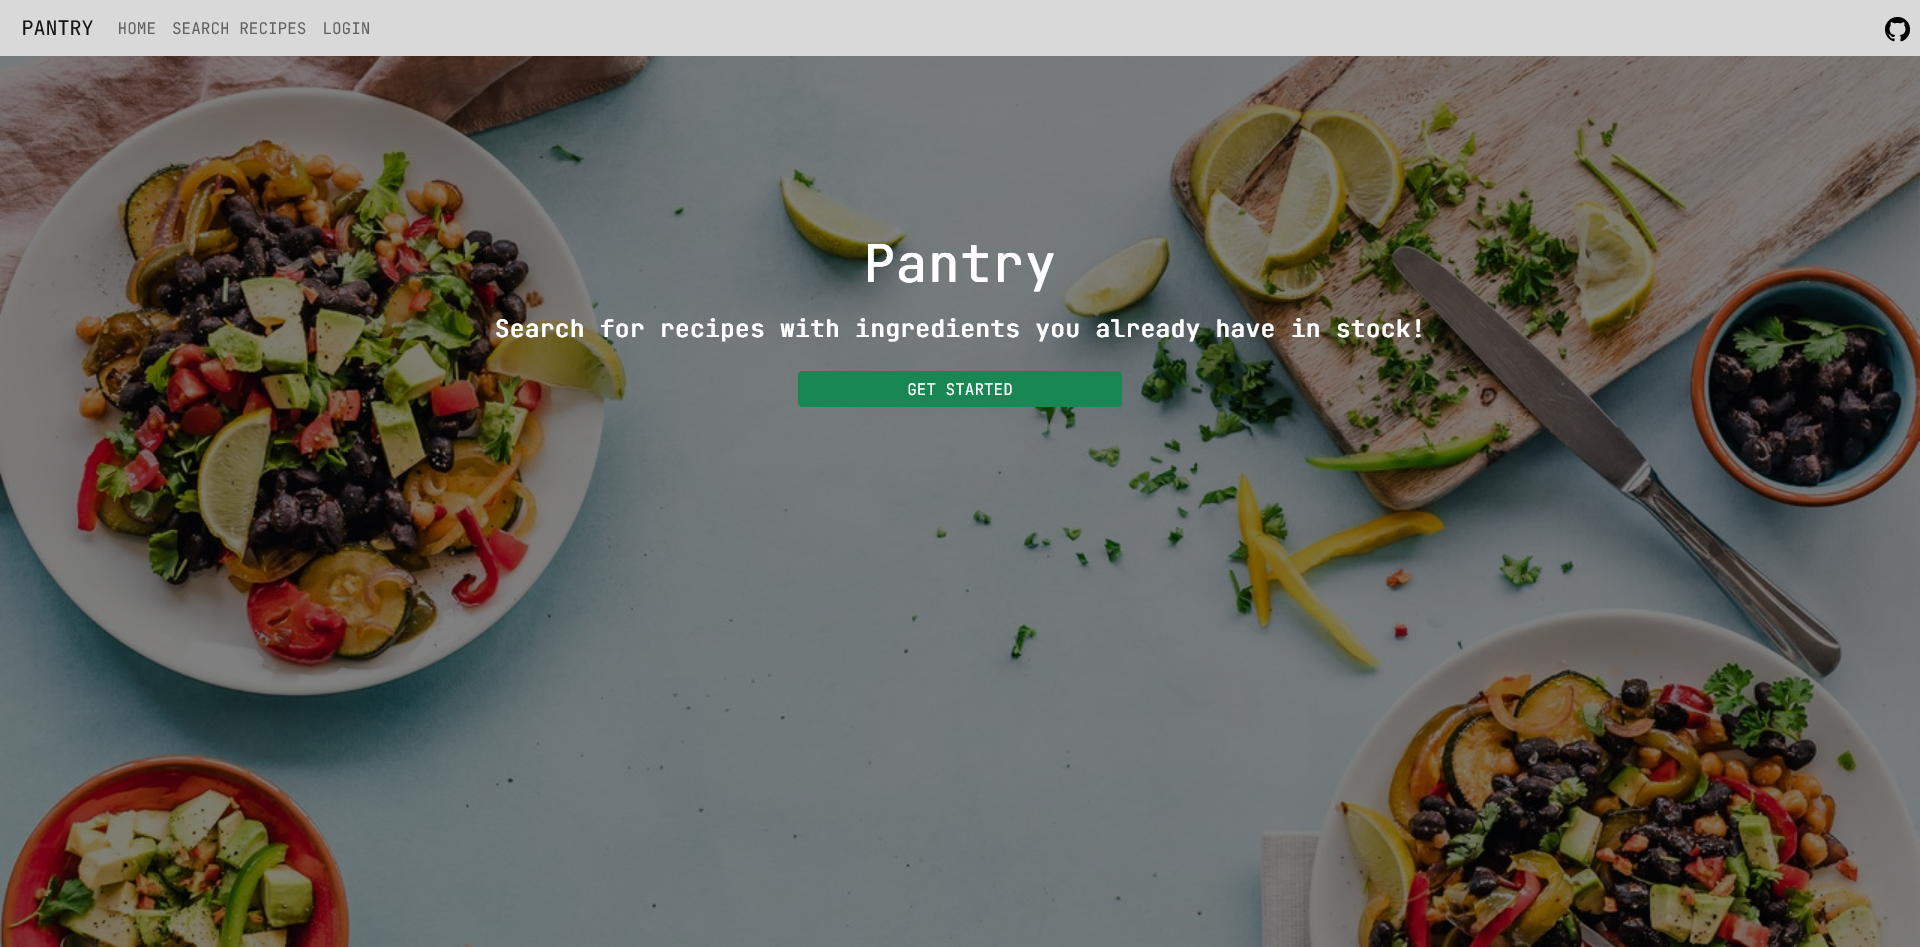 PANTRY HOME SEARCH RECIPES LOGIN
Pantry
Search for recipes with ingredients you already have in stock!
GET STARTED